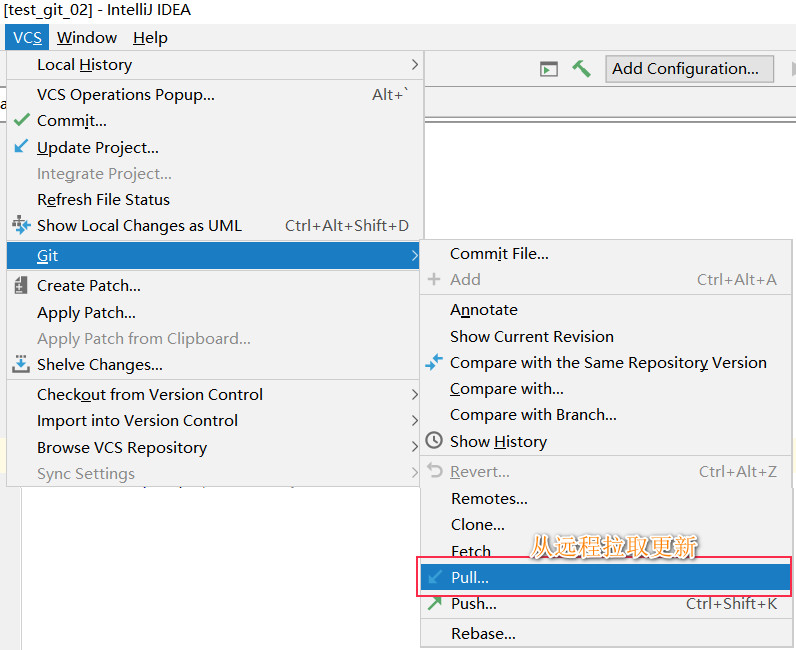 [test_git_02] - IntelliJ IDEA
VCS Window Help
Local History
Add Configuration...
VCS Operations Popup... Alt+`
Commit...
Update Project...
Integrate Project...
Refresh File Status
Show Local Changes as UML Ctrl+Alt+Shift+D
Git
Create Patch...
Apply Patch...
Apply Patch from Clipboard...
Shelve Changes...
Checkout from Version Control
Import into Version Control
Browse VCS Repository
Sync Settings
Commit File...
Add Ctrl+Alt+A
Annotate
Show Current Revision
Compare with the Same Repository Version
Compare with...
Compare with Branch...
Show History
Revert... Ctrl+Alt+Z
Remotes...
Clone...
从远程拉取更新
Fetch
Pull...
Push... Ctrl+Shift+K
Rebase...